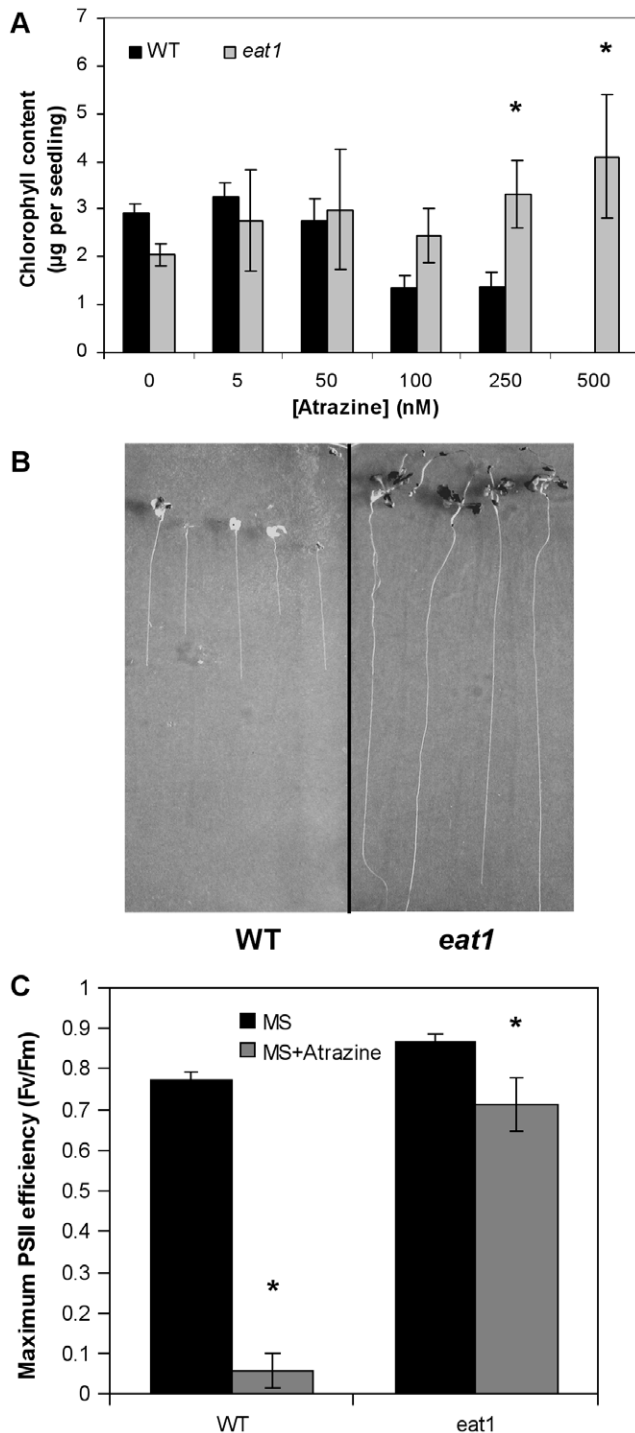 A
7
WT eat1
6
5
4
3
2
1
0
Chlorophyll content
(µg per seedling)
*
*
0 5 50 100 250 500
[Atrazine] (nM)
B
WT eat1
C
1
0.9
0.8
0.7
0.6
0.5
0.4
0.3
0.2
0.1
0
Maximum PSII efficiency (Fv/Fm)
MS
MS+Atrazine
*
*
WT eat1